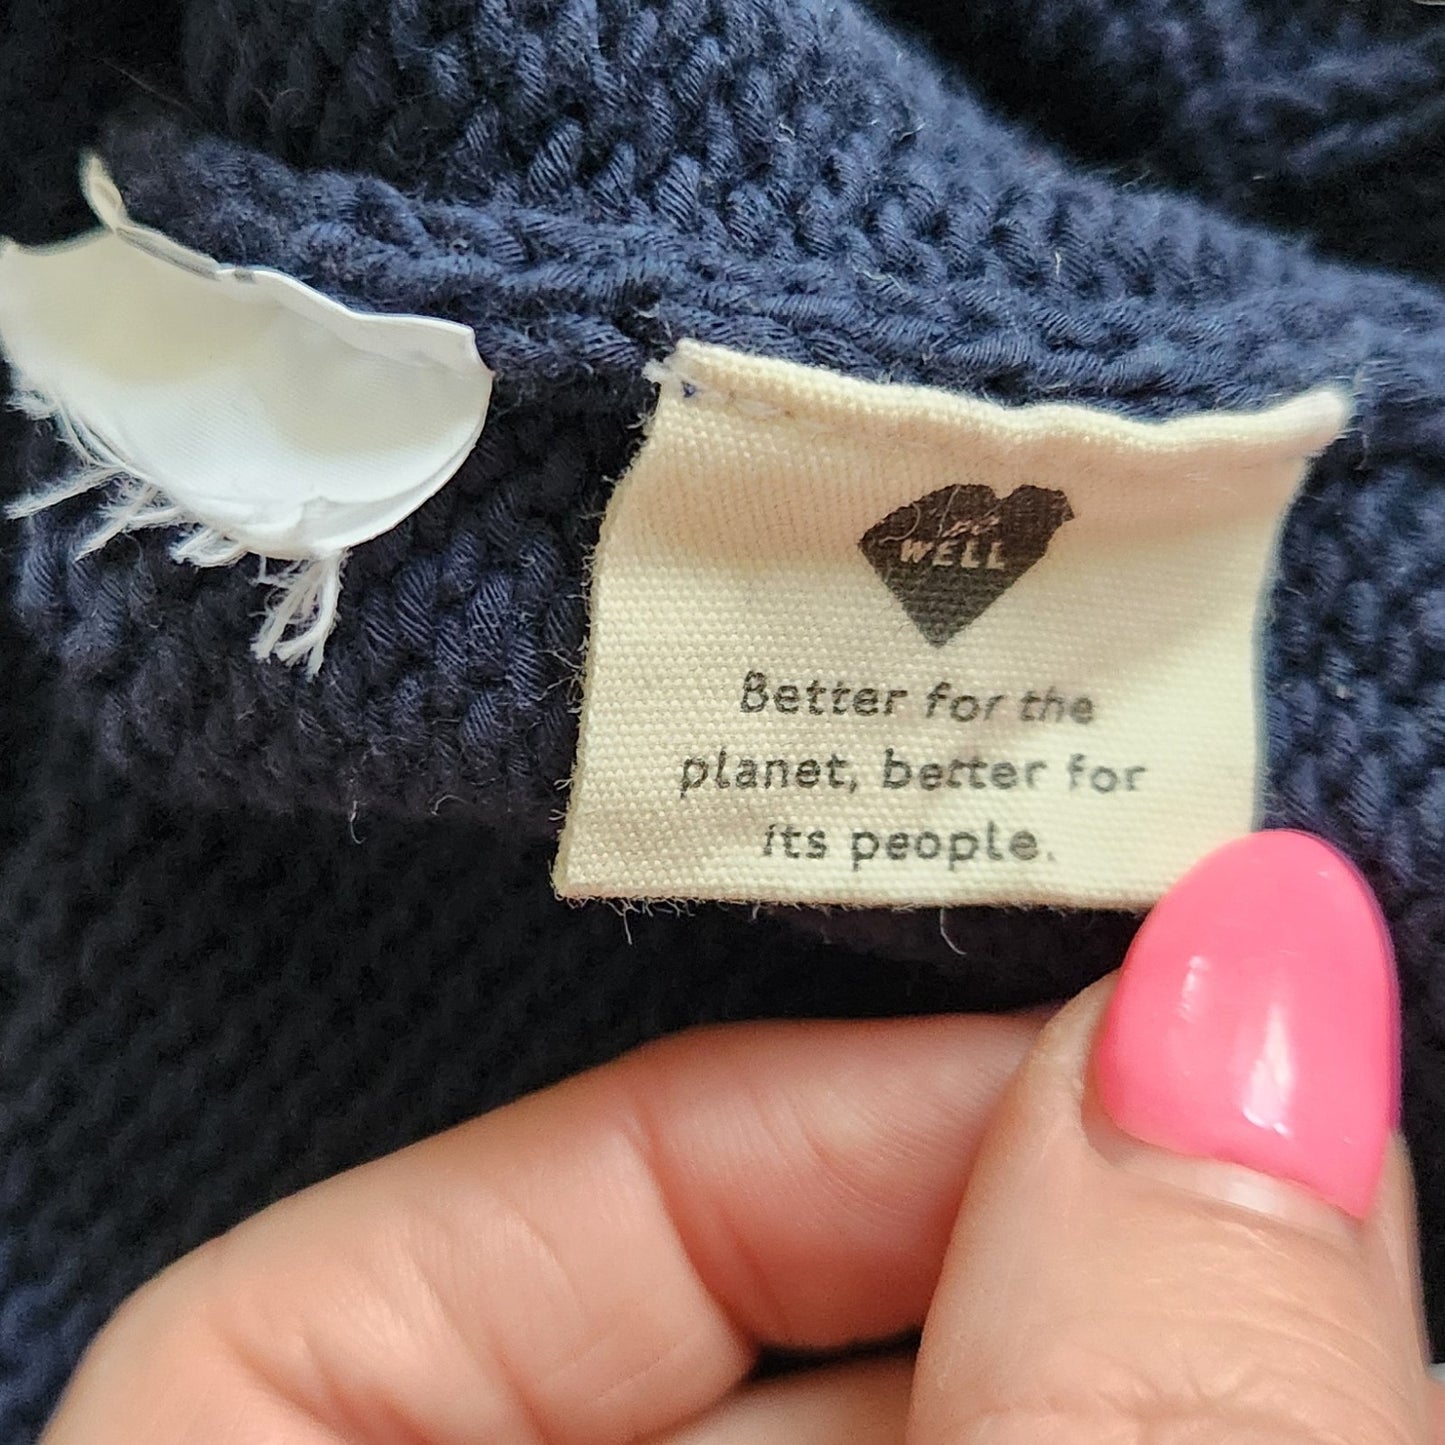 WELL
Better for the
planet, better for
its people.